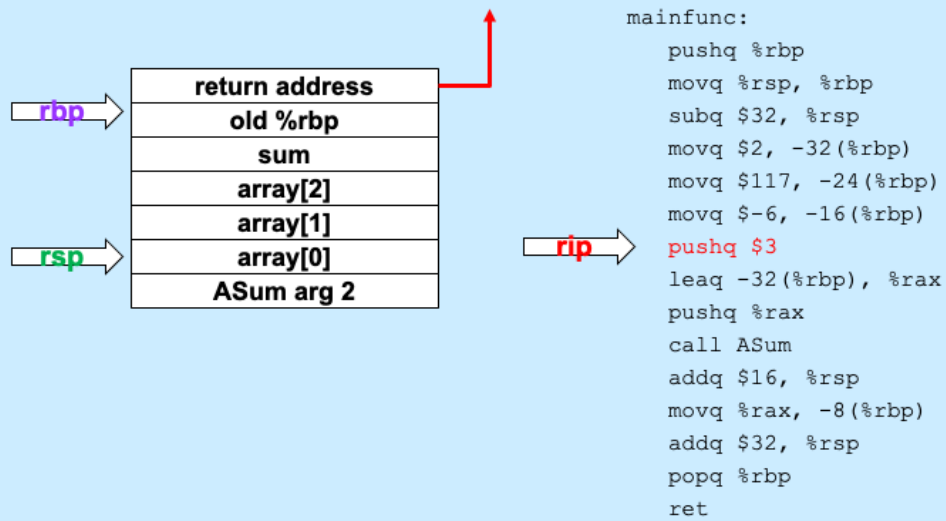 return address
rbp
old %rbp
sum
array[2]
array[1]
rsp
array[0]
ASum arg 2
rip
mainfunc:
pushq %rbp
movq %rsp, %rbp
subq $32, %rsp
movq $2, -32(%rbp)
movq $117, -24(%rbp)
movq $-6, -16(%rbp)
pushq $3
leaq -32(%rbp), %rax
pushq %rax
call ASum
addq $16, %rsp
movq %rax, -8(%rbp)
addq $32, %rsp
popq %rbp
ret